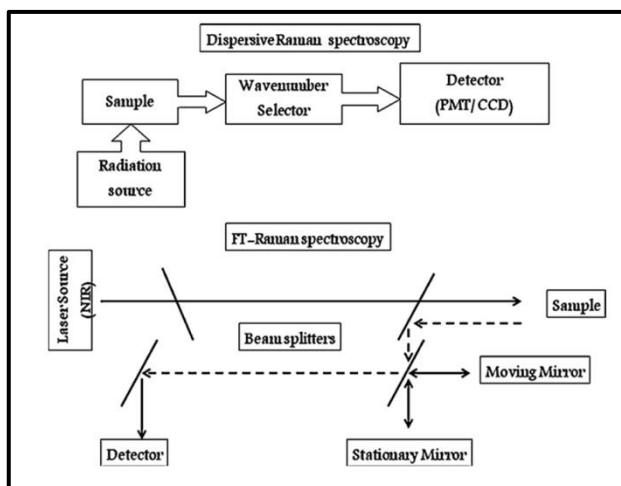 Dispersive Raman spectroscopy
Sample
Wavenumber
Selector
Detector
(PMT/ CCD)
Radiation
source
FT-Raman spectroscopy
Laser Source
(NIR)
Sample
Beam splitters
Moving Mirror
Detector
Stationary Mirror